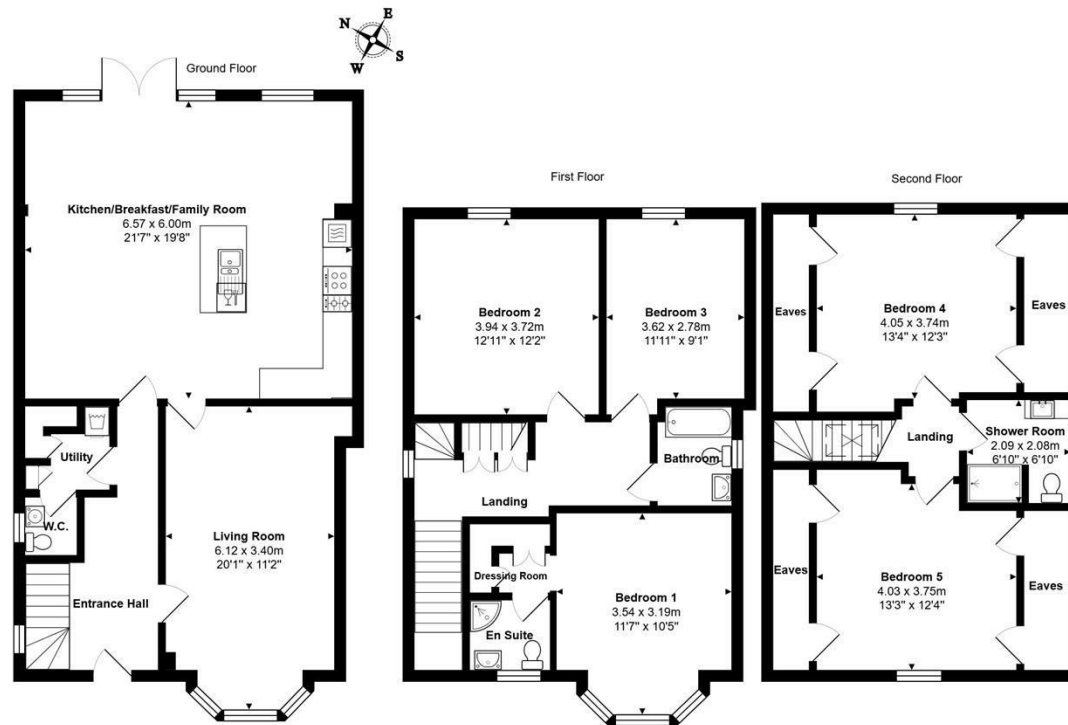 N
E
W
S
Ground Floor
Kitchen/Breakfast/Family Room
6.57 x 6.00m
21'7" x 19'8"
Utility
W.C.
Living Room
6.12 x 3.40m
20'1" x 11'2"
Entrance Hall
First Floor
Bedroom 2
3.94 x 3.72m
12'11" x 12'2"
Bedroom 3
3.62 x 2.78m
11'11" x 9'1"
Bathroom
Landing
Dressing Room
En Suite
Bedroom 1
3.54 x 3.19m
11'7" x 10'5"
Second Floor
Eaves
Bedroom 4
4.05 x 3.74m
13'4" x 12'3"
Eaves
Landing
Shower Room
2.09 x 2.08m
6'10" x 6'10"
Eaves
Bedroom 5
4.03 x 3.75m
13'3" x 12'4"
Eaves